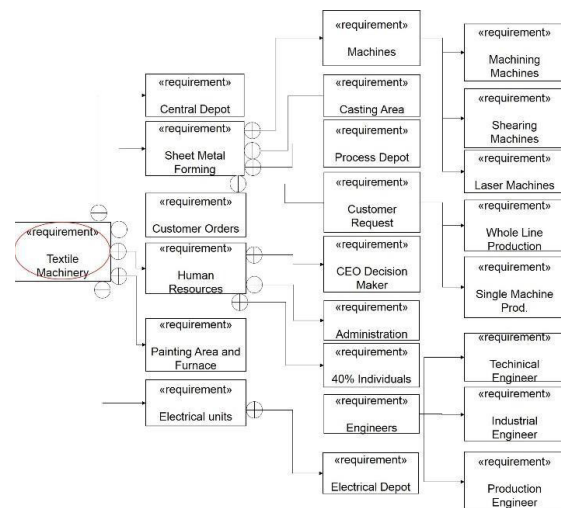 «requirement»
Textile
Machinery
«requirement»
Central Depot
«requirement»
Sheet Metal
Forming
«requirement»
Customer Orders
«requirement»
Human
Resources
«requirement»
Painting Area and
Furnace
«requirement»
Electrical units
«requirement»
Machines
«requirement»
Casting Area
«requirement»
Process Depot
«requirement»
Customer
Request
«requirement»
CEO Decision
Maker
«requirement»
Administration
«requirement»
40% Individuals
«requirement»
Engineers
«requirement»
Electrical Depot
«requirement»
Machining
Machines
«requirement»
Shearing
Machines
«requirement»
Laser Machines
«requirement»
Whole Line
Production
«requirement»
Single Machine
Prod.
«requirement»
Techinical
Engineer
«requirement»
Industrial
Engineer
«requirement»
Production
Engineer